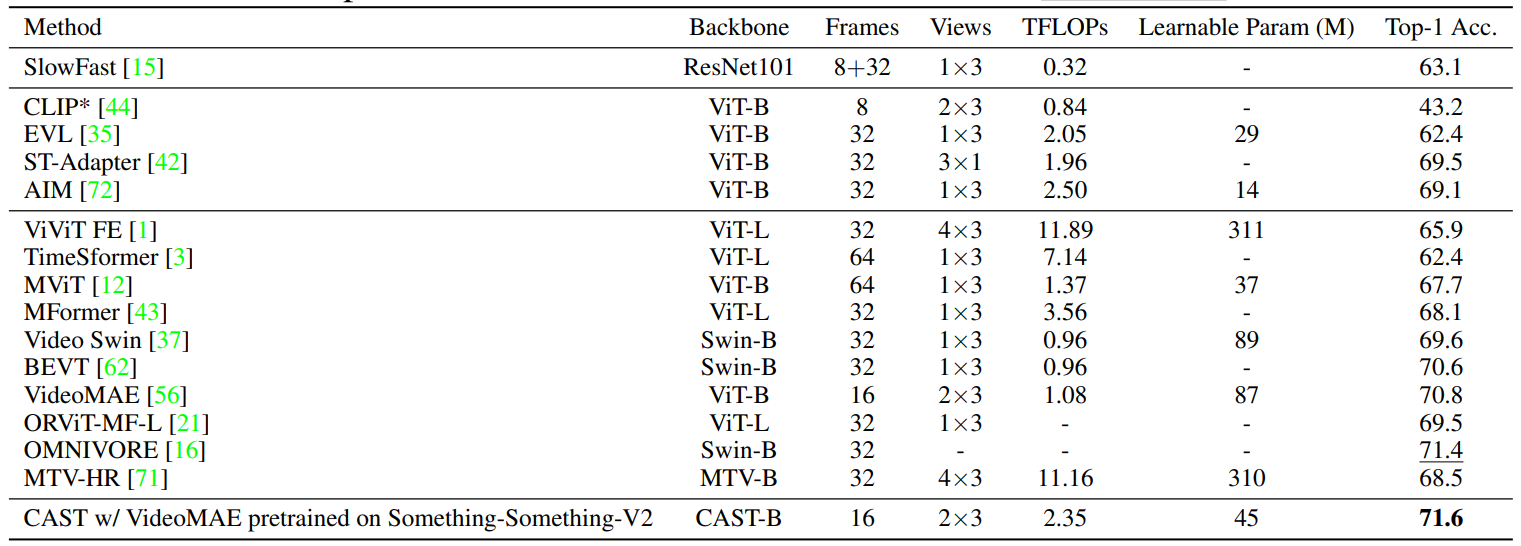 Method Backbone Frames Views TFLOPs Learnable Param (M) Top-1 Acc.
SlowFast [15] ResNet101 8+32 1×3 0.32 - 63.1
CLIP* [44] ViT-B 8 2×3 0.84 - 43.2
EVL [35] ViT-B 32 1×3 2.05 29 62.4
ST-Adapter [42] ViT-B 32 3×1 1.96 - 69.5
AIM [72] ViT-B 32 1×3 2.50 14 69.1
ViViT FE [1] ViT-L 32 4×3 11.89 311 65.9
TimeSformer [3] ViT-L 64 1×3 7.14 - 62.4
MViT [12] ViT-B 64 1×3 1.37 37 67.7
MFormer [43] ViT-L 32 1×3 3.56 - 68.1
Video Swin [37] Swin-B 32 1×3 0.96 89 69.6
BEVT [62] Swin-B 32 1×3 0.96 - 70.6
VideoMAE [56] ViT-B 16 2×3 1.08 87 70.8
ORViT-MF-L [21] ViT-L 32 1×3 - - 69.5
OMNIVORE [16] Swin-B 32 - - - 71.4
MTV-HR [71] MTV-B 32 4×3 11.16 310 68.5
CAST w/ VideoMAE pretrained on Something-Something-V2 CAST-B 16 2×3 2.35 45 71.6